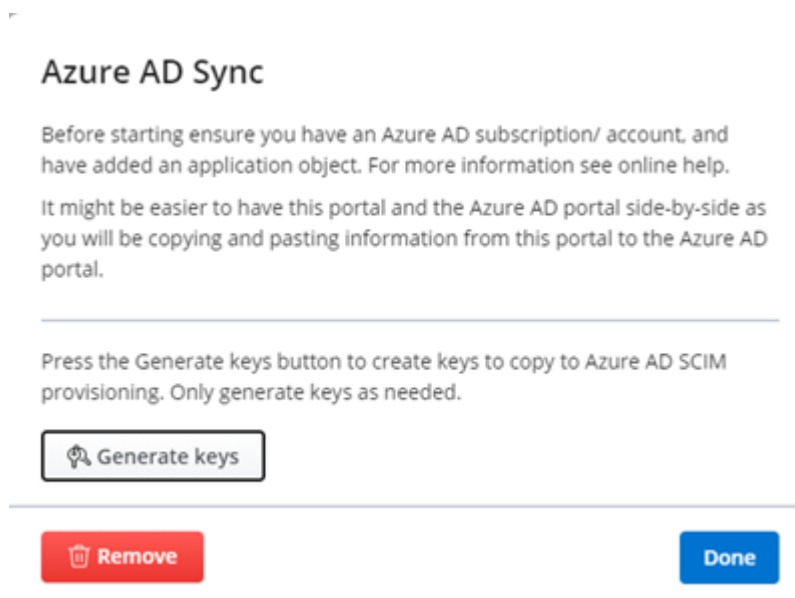 Azure AD Sync
Before starting ensure you have an Azure AD subscription/ account, and
have added an application object. For more information see online help.
It might be easier to have this portal and the Azure AD portal side-by-side as
you will be copying and pasting information from this portal to the Azure AD
portal.
Press the Generate keys button to create keys to copy to Azure AD SCIM
provisioning. Only generate keys as needed.
Generate keys
Remove
Done